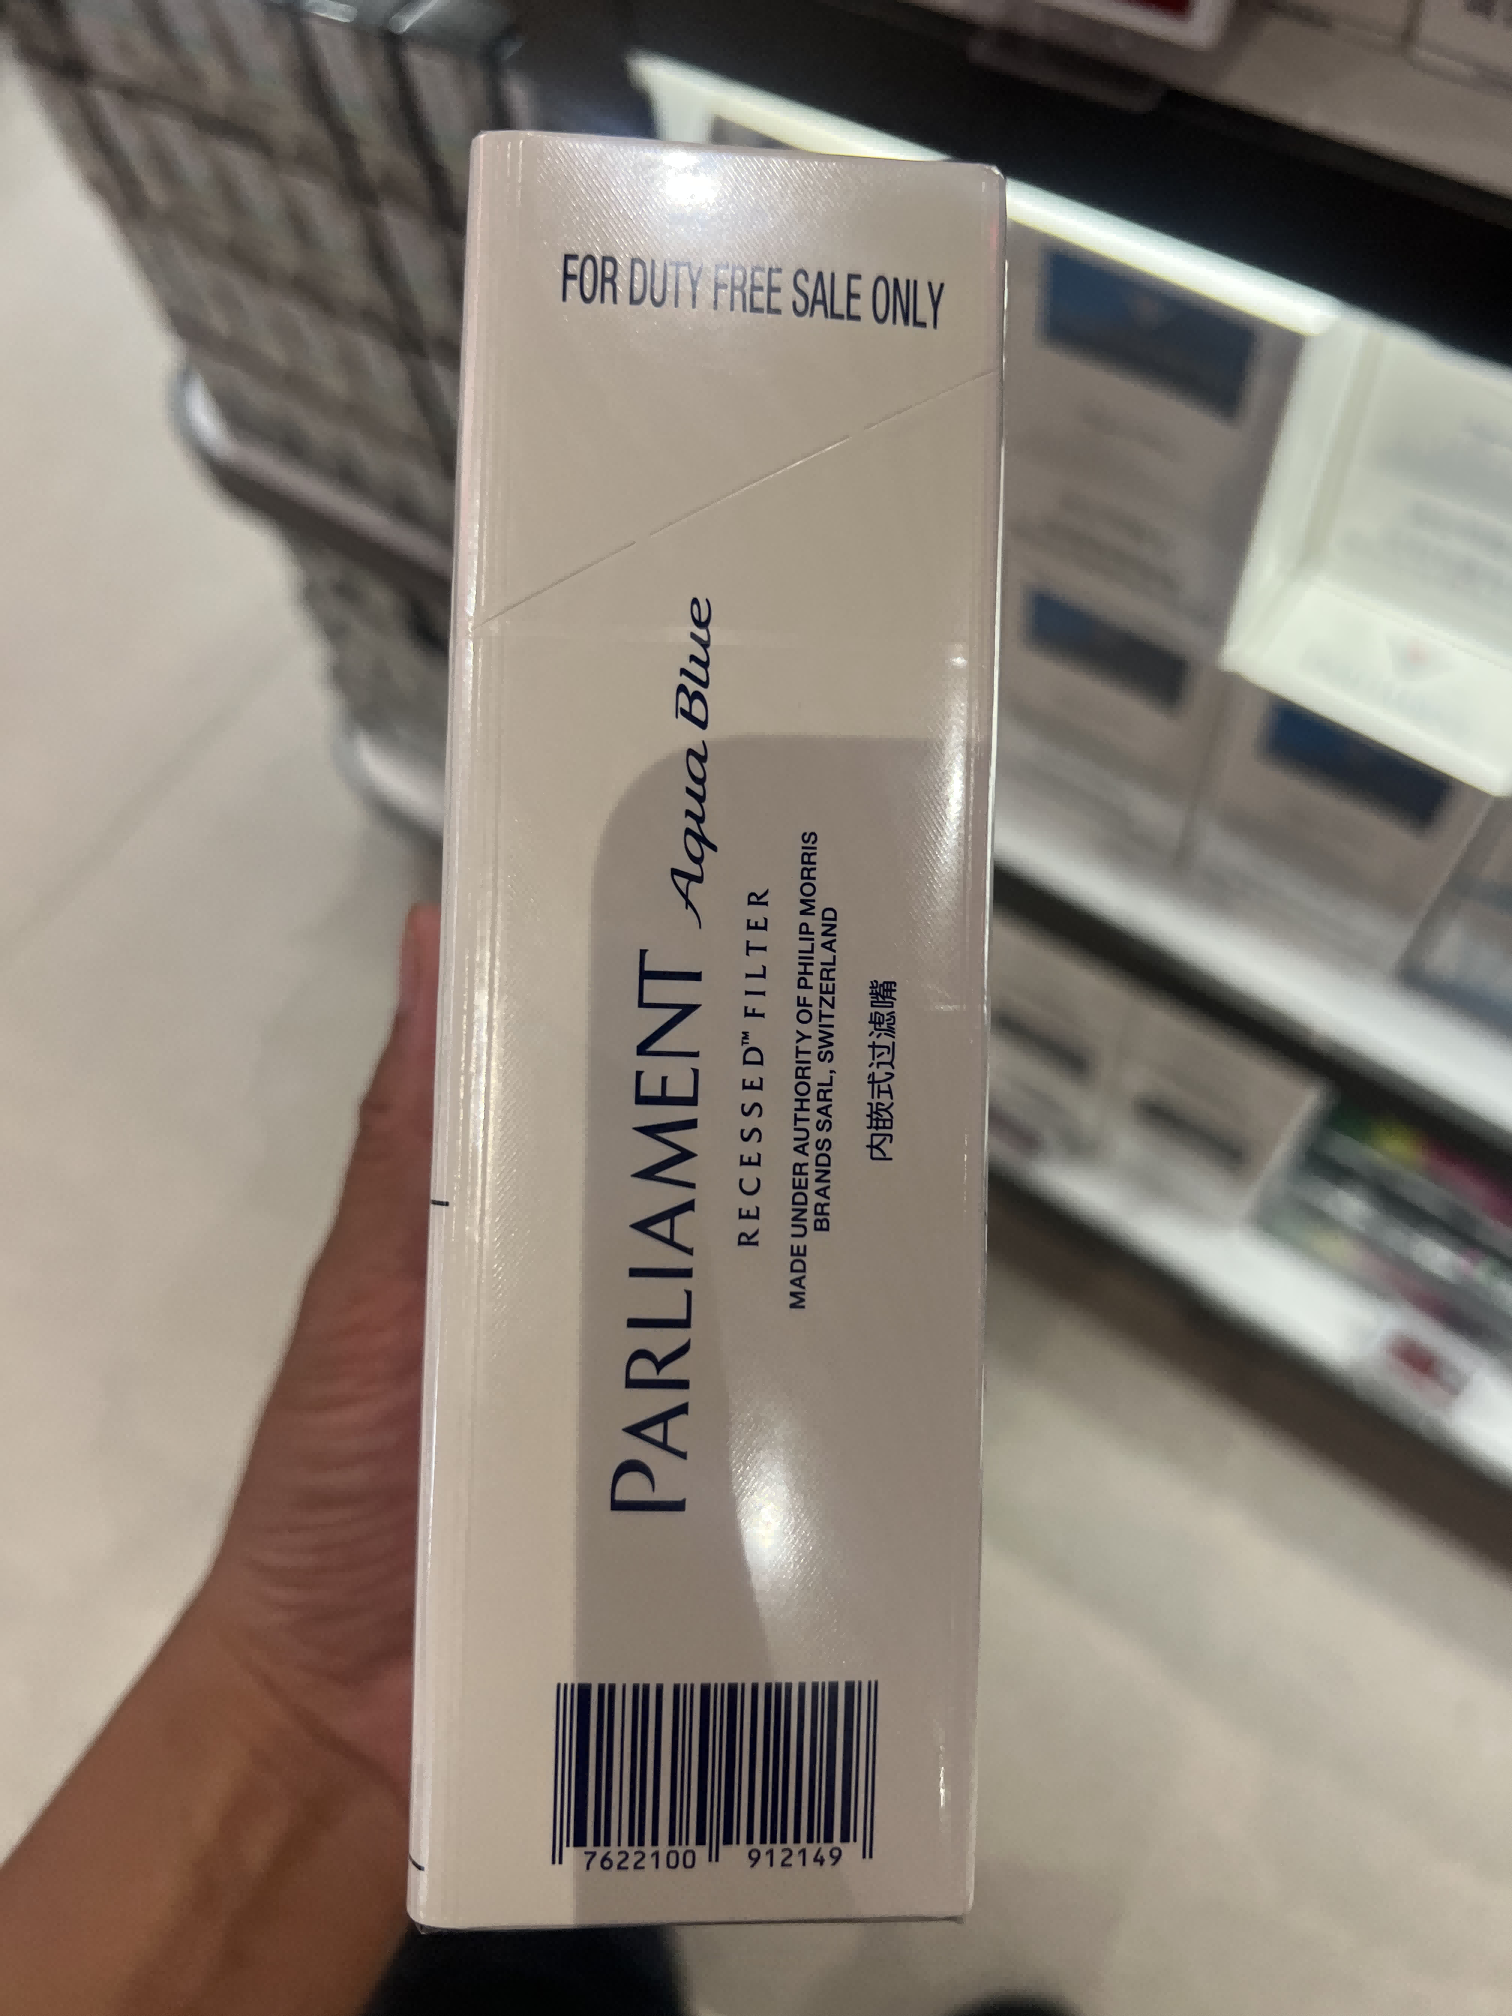 FOR DUTY FREE SALE ONLY
PARLIAMENT Aqua Blue
RECESSED™ FILTER
MADE UNDER AUTHORITY OF PHILIP MORRIS
BRANDS SARL, SWITZERLAND
内嵌式过滤嘴
7622100 912149